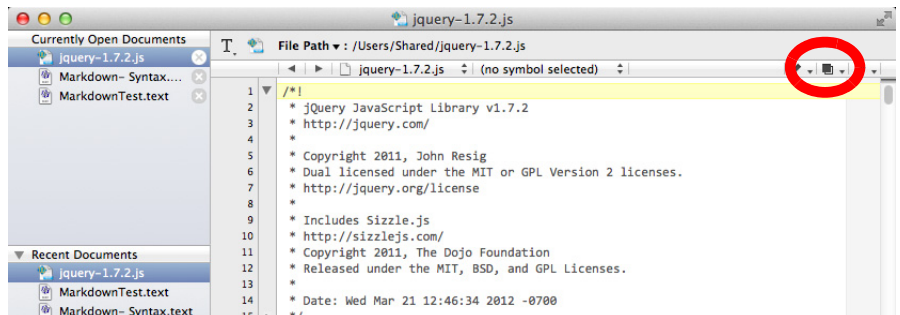 jquery-1.7.2.js
Currently Open Documents
jquery-1.7.2.js
Markdown- Syntax....
MarkdownTest.text
Recent Documents
jquery-1.7.2.js
MarkdownTest.text
Markdown- Syntax.text
T. File Path ▾ : /Users/Shared/jquery-1.7.2.js
jquery-1.7.2.js (no symbol selected)
1 /*!
2 * jQuery JavaScript Library v1.7.2
3 * http://jquery.com/
4 *
5 * Copyright 2011, John Resig
6 * Dual licensed under the MIT or GPL Version 2 licenses.
7 * http://jquery.org/license
8 *
9 * Includes Sizzle.js
10 * http://sizzlejs.com/
11 * Copyright 2011, The Dojo Foundation
12 * Released under the MIT, BSD, and GPL Licenses.
13 *
14 * Date: Wed Mar 21 12:46:34 2012 -0700
15 */